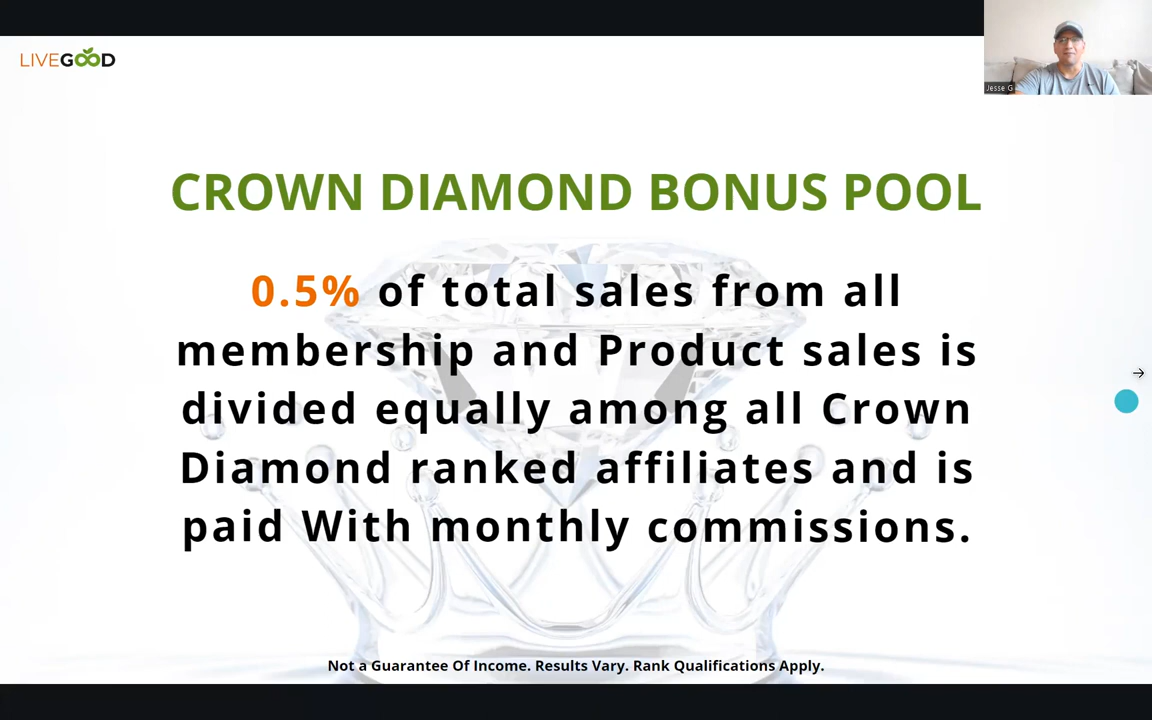 LIVEGOOD
Jesse G
CROWN DIAMOND BONUS POOL
0.5% of total sales from all
membership and Product sales is
divided equally among all Crown
Diamond ranked affiliates and is
paid With monthly commissions.
Not a Guarantee Of Income. Results Vary. Rank Qualifications Apply.